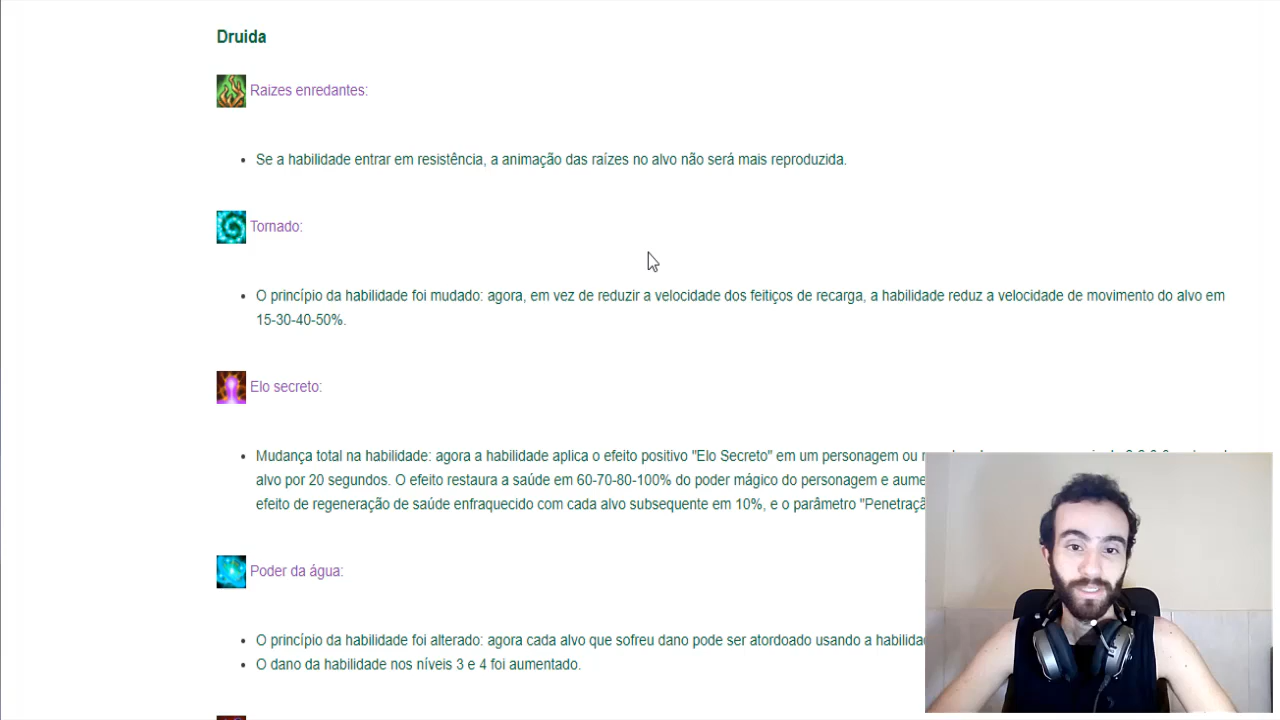 Druida
Raizes enredantes:
Se a habilidade entrar em resistência, a animação das raízes no alvo não será mais reproduzida.
Tornado:
O princípio da habilidade foi mudado: agora, em vez de reduzir a velocidade dos feitiços de recarga, a habilidade reduz a velocidade de movimento do alvo em
15-30-40-50%.
Elo secreto:
Mudança total na habilidade: agora a habilidade aplica o efeito positivo "Elo Secreto" em um personagem ou
alvo por 20 segundos. O efeito restaura a saúde em 60-70-80-100% do poder mágico do personagem e
efeito de regeneração de saúde enfraquecido com cada alvo subsequente em 10%, e o parâmetro
Poder da água:
O princípio da habilidade foi alterado: agora cada alvo que sofreu dano pode ser atordoado usando a
O dano da habilidade nos níveis 3 e 4 foi aumentado.